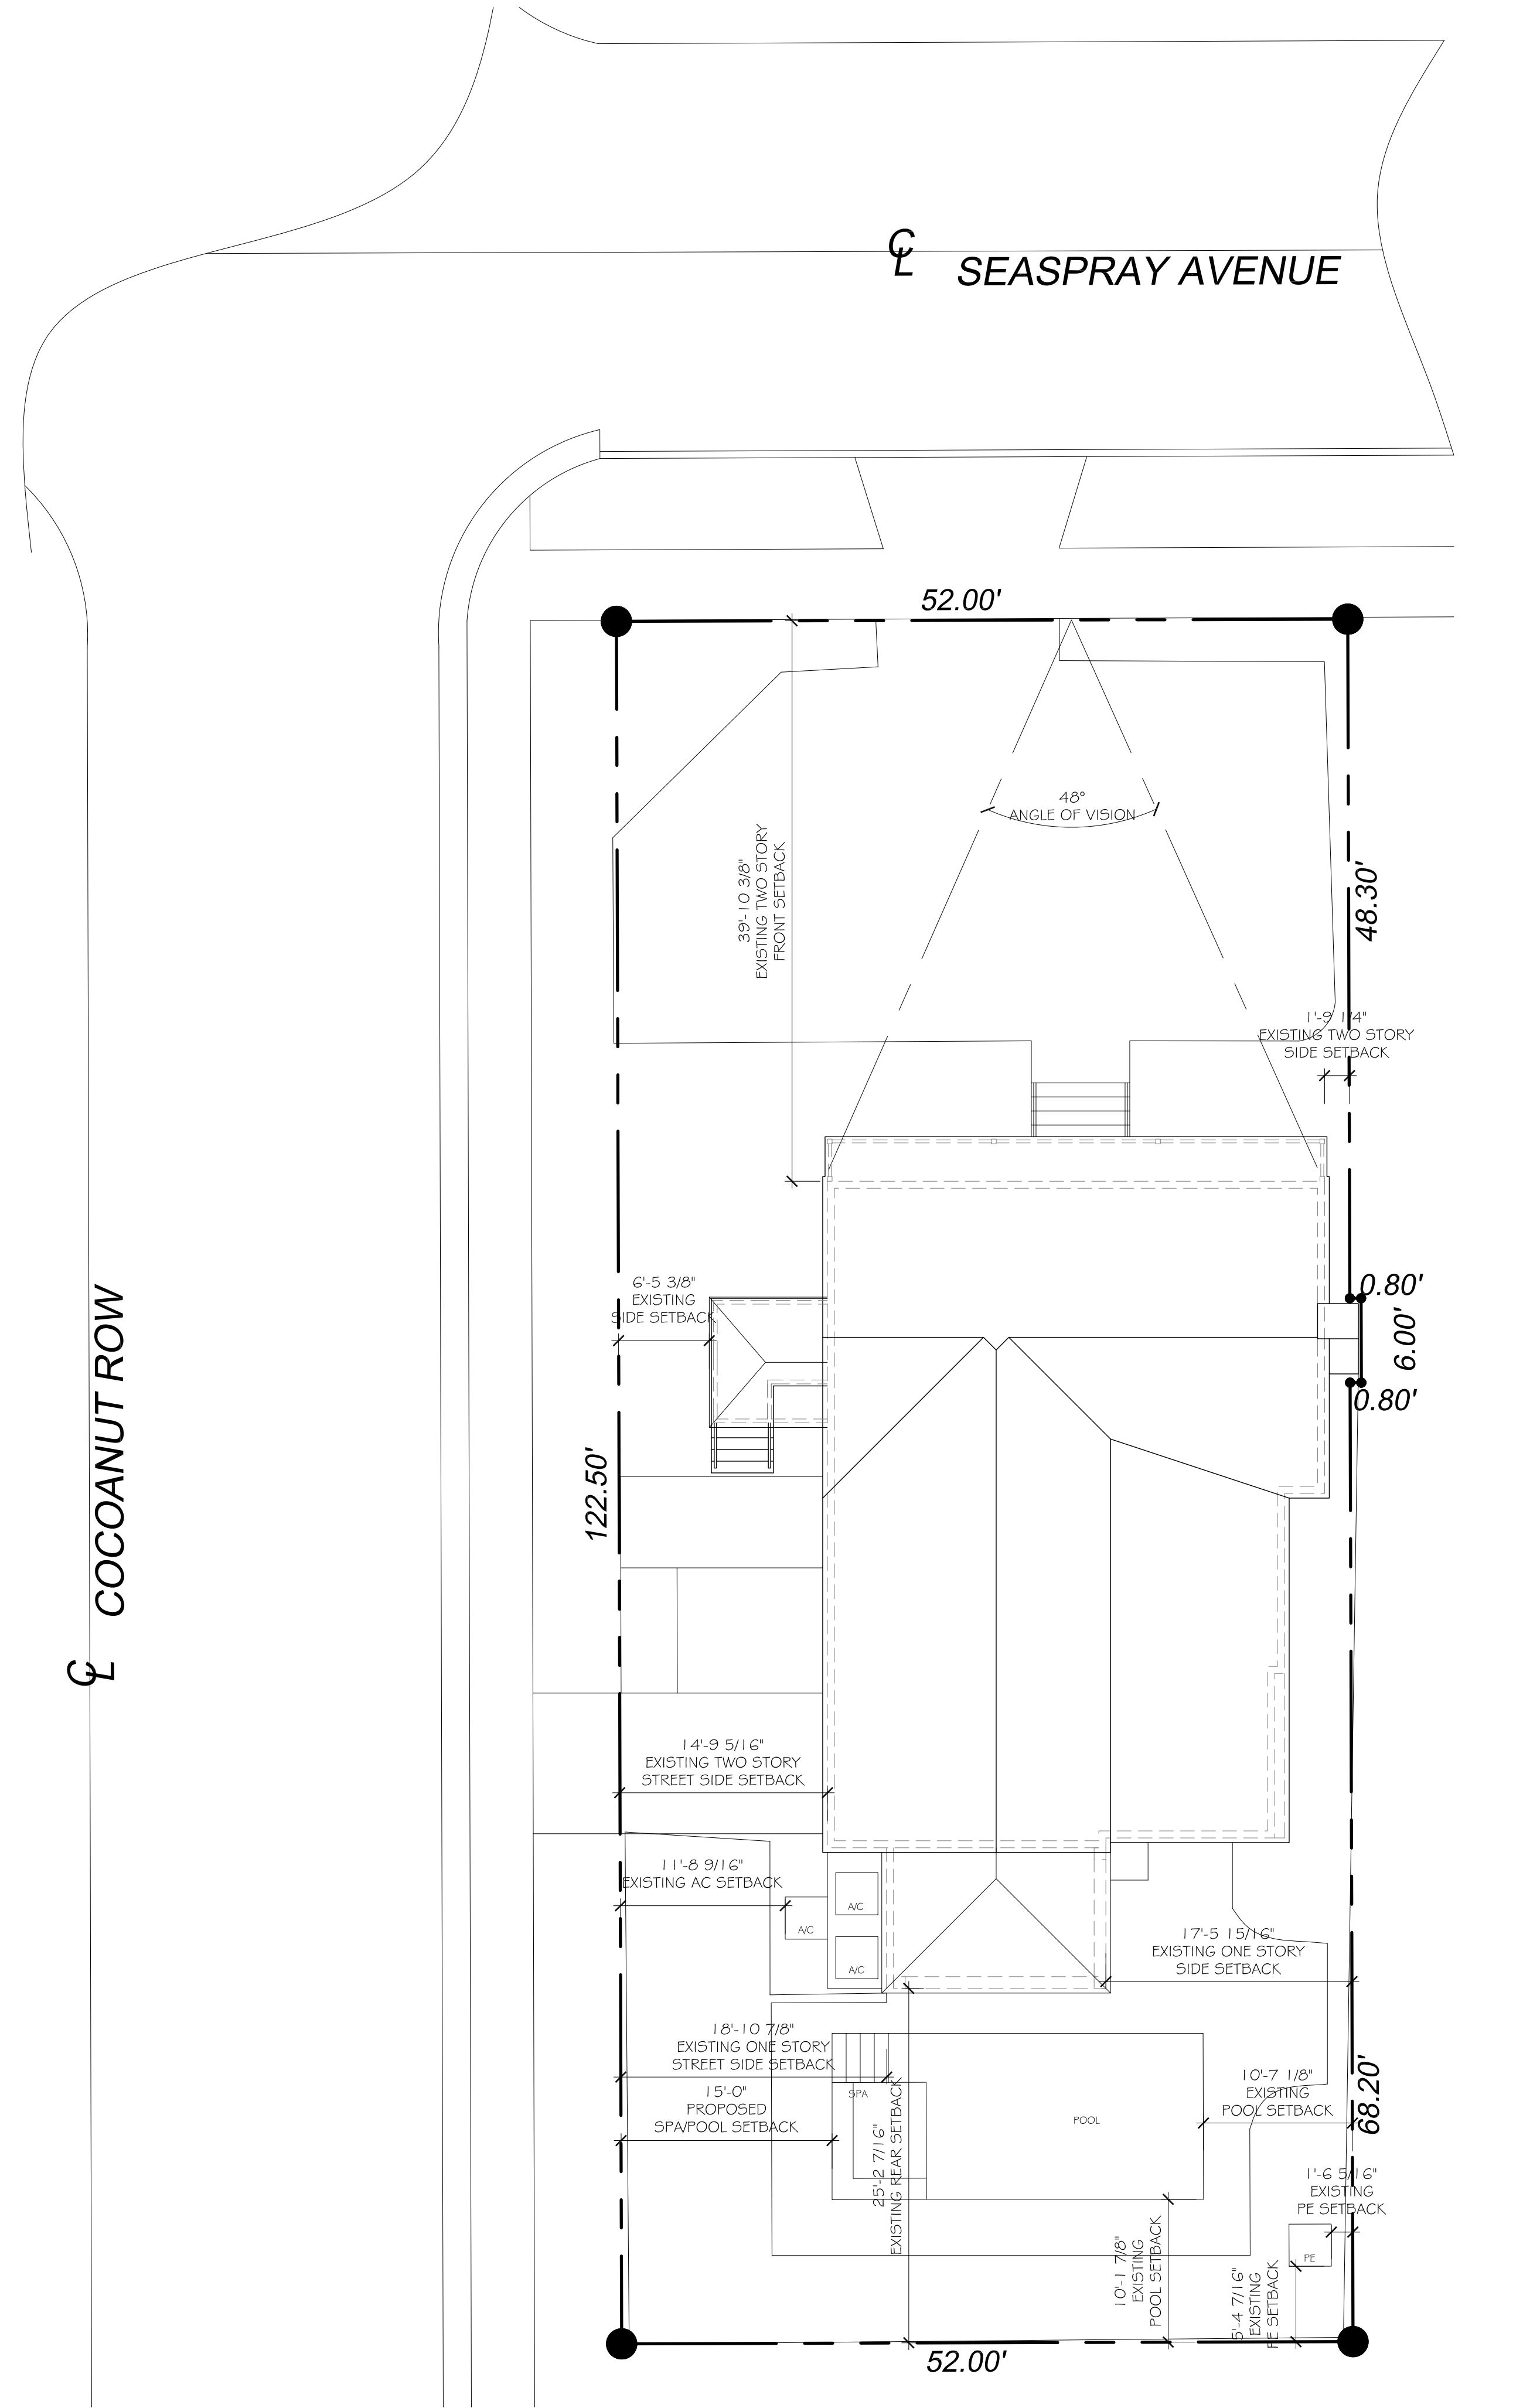 CL
SEASPRAY AVENUE
52.00'
48°
ANGLE OF VISION
39'-10 3/8"
EXISTING TWO STORY
FRONT SETBACK
48.30'
1'-9 1/4"
EXISTING TWO STORY
SIDE SETBACK
6'-5 3/8"
EXISTING
SIDE SETBACK
0.80'
6.00'
0.80'
COCOANUT ROW
CL
122.50'
14'-9 5/16"
EXISTING TWO STORY
STREET SIDE SETBACK
11'-8 9/16"
EXISTING AC SETBACK
A/C
A/C
A/C
17'-5 15/16"
EXISTING ONE STORY
SIDE SETBACK
18'-10 7/8"
EXISTING ONE STORY
STREET SIDE SETBACK
15'-0"
PROPOSED
SPA/POOL SETBACK
SPA
POOL
25'-2 7/16"
EXISTING REAR SETBACK
10'-7 1/8"
EXISTING
POOL SETBACK
68.20'
1'-6 5/16"
EXISTING
PE SETBACK
PE
10'-1 7/8"
EXISTING
POOL SETBACK
5'-4 7/16"
EXISTING
PE SETBACK
52.00'